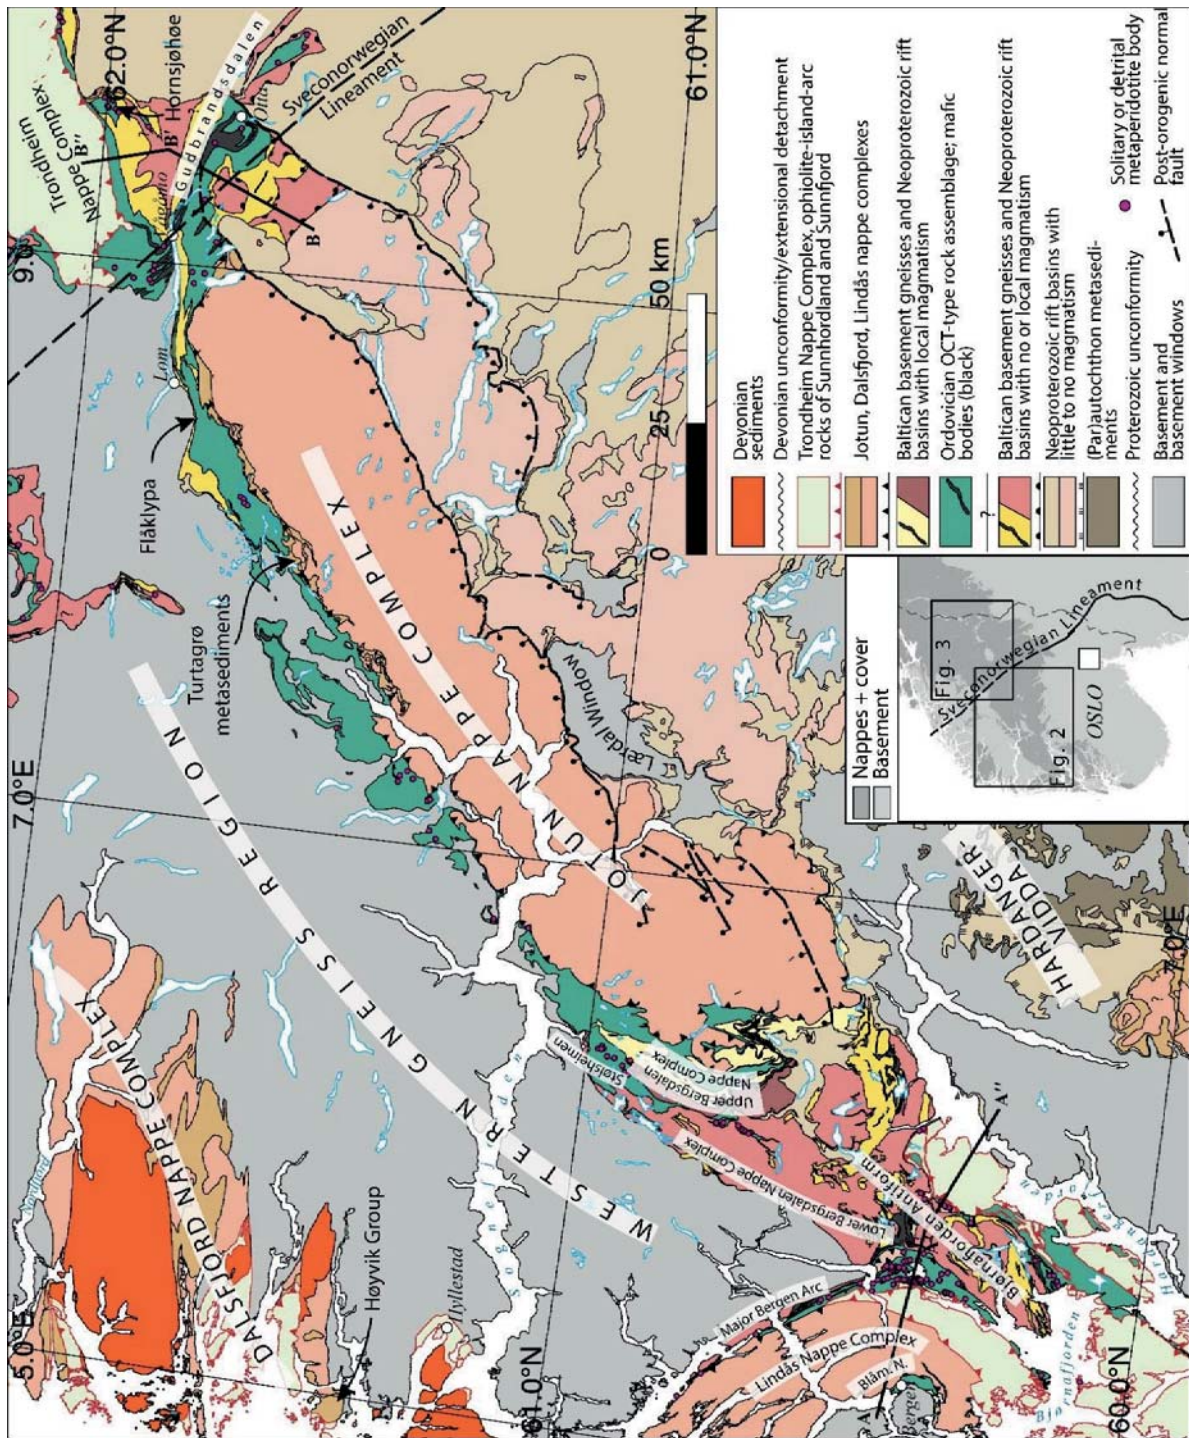 62.0°N
Hornsjøhøe
Trondheim
Nappe Complex
B''
B'
Gudbrandsdalen
Otta
Sveconorwegian
Lineament
B
61.0°N
9.0°
Lom
Flåklypa
Turtagrø
metasediments
JOTUN NAPPE COMPLEX
WESTERN GNEISS REGION
7.0°E
Lærdal Window
DALSFJORD NAPPE COMPLEX
Nordfjord
Høyvik Group
Hyllestad
Sognefjorden
5.0°E
61.0°N
Stølsheimen
Upper Bergsdalen
Nappe Complex
Lower Bergsdalen Nappe Complex
Major Bergen Arc
Lindås Nappe Complex
Blåm. N.
Bergen
A
A''
Bjørnafjorden Antiform
Bjørnafjorden
Hardangerfjorden
60.0°N
HARDANGER-
VIDDA
7.0°E
0 25 50 km
Devonian
sediments
Devonian unconformity/extensional detachment
Trondheim Nappe Complex, ophiolite-island-arc
rocks of Sunnhordland and Sunnfjord
Jotun, Dalsfjord, Lindås nappe complexes
Baltican basement gneisses and Neoproterozoic rift
basins with local magmatism
Ordovician OCT-type rock assemblage; mafic
bodies (black)
?
Baltican basement gneisses and Neoproterozoic rift
basins with no or local magmatism
Neoproterozoic rift basins with
little to no magmatism
(Par)autochthon metasedi-
ments
Proterozoic unconformity
Basement and
basement windows
Solitary or detrital
metaperidotite body
Post-orogenic normal
fault
Nappes + cover
Basement
Fig. 3
Fig. 2
Sveconorwegian Lineament
OSLO